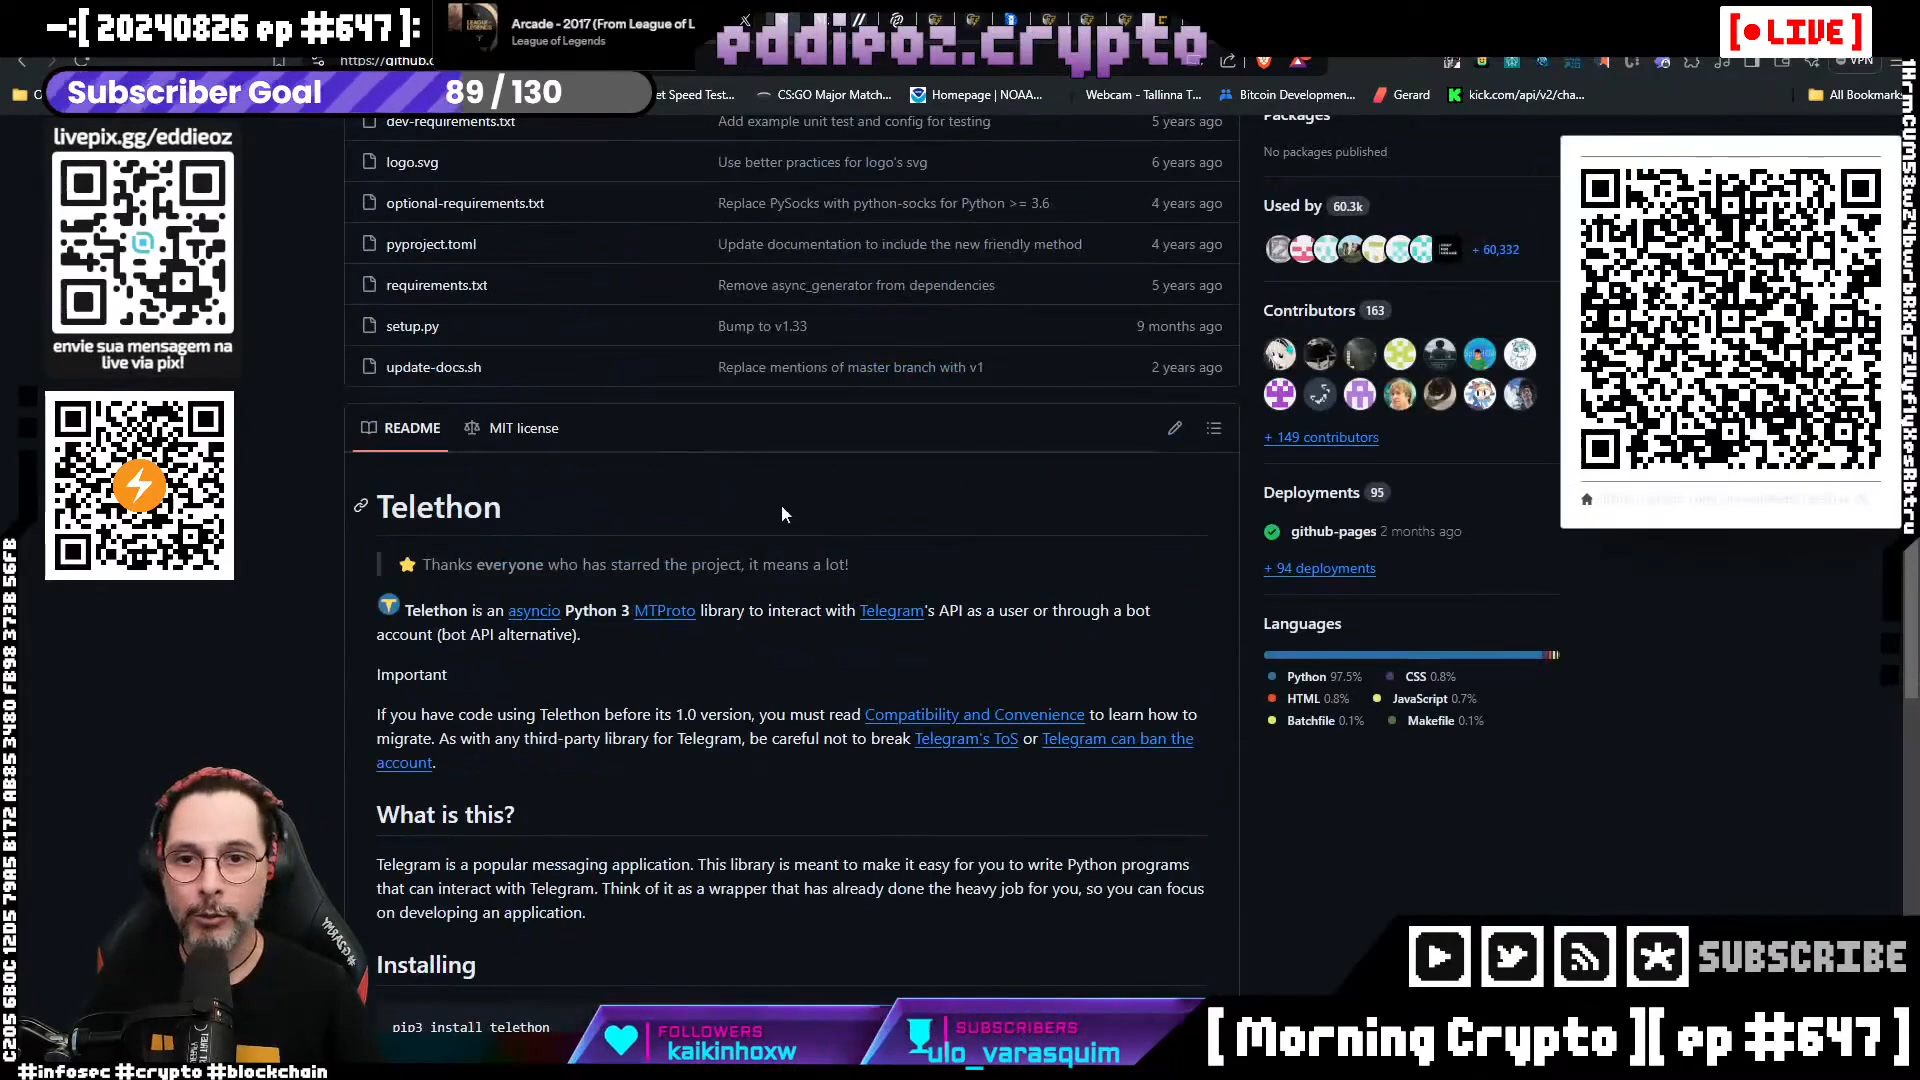 —:[ 20240826 ep #647 ]:
Arcade - 2017 (From League of L
League of Legends
eddieoz.crypto
[ • LIVE ]
https://github.c
VPN
Subscriber Goal 89 / 130
et Speed Test...
CS:GO Major Match...
Homepage | NOAA...
Webcam - Tallinna T...
Bitcoin Developmen...
Gerard
kick.com/api/v2/cha...
All Bookmarks
livepix.gg/eddieoz
envie sua mensagem na
live via pix!
dev-requirements.txt Add example unit test and config for testing 5 years ago
logo.svg Use better practices for logo's svg 6 years ago
optional-requirements.txt Replace PySocks with python-socks for Python >= 3.6 4 years ago
pyproject.toml Update documentation to include the new friendly method 4 years ago
requirements.txt Remove async_generator from dependencies 5 years ago
setup.py Bump to v1.33 9 months ago
update-docs.sh Replace mentions of master branch with v1 2 years ago
README MIT license
Telethon
Thanks everyone who has starred the project, it means a lot!
Telethon is an asyncio Python 3 MTProto library to interact with Telegram's API as a user or through a bot
account (bot API alternative).
Important
If you have code using Telethon before its 1.0 version, you must read Compatibility and Convenience to learn how to
migrate. As with any third-party library for Telegram, be careful not to break Telegram's ToS or Telegram can ban the
account.
What is this?
Telegram is a popular messaging application. This library is meant to make it easy for you to write Python programs
that can interact with Telegram. Think of it as a wrapper that has already done the heavy job for you, so you can focus
on developing an application.
Installing
pip3 install telethon
Packages
No packages published
Used by 60.3k
+ 60,332
Contributors 163
+ 149 contributors
Deployments 95
github-pages 2 months ago
+ 94 deployments
Languages
Python 97.5% CSS 0.8%
HTML 0.8% JavaScript 0.7%
Batchfile 0.1% Makefile 0.1%
C205 6B0C 12D5 79A5 B172 AB85 3480 FB98 373B 56FB
#infosec #crypto #blockchain
FOLLOWERS
kaikinhoxw
SUBSCRIBERS
ulo_varasquim
SUBSCRIBE
[ Morning Crypto ][ ep #647 ]